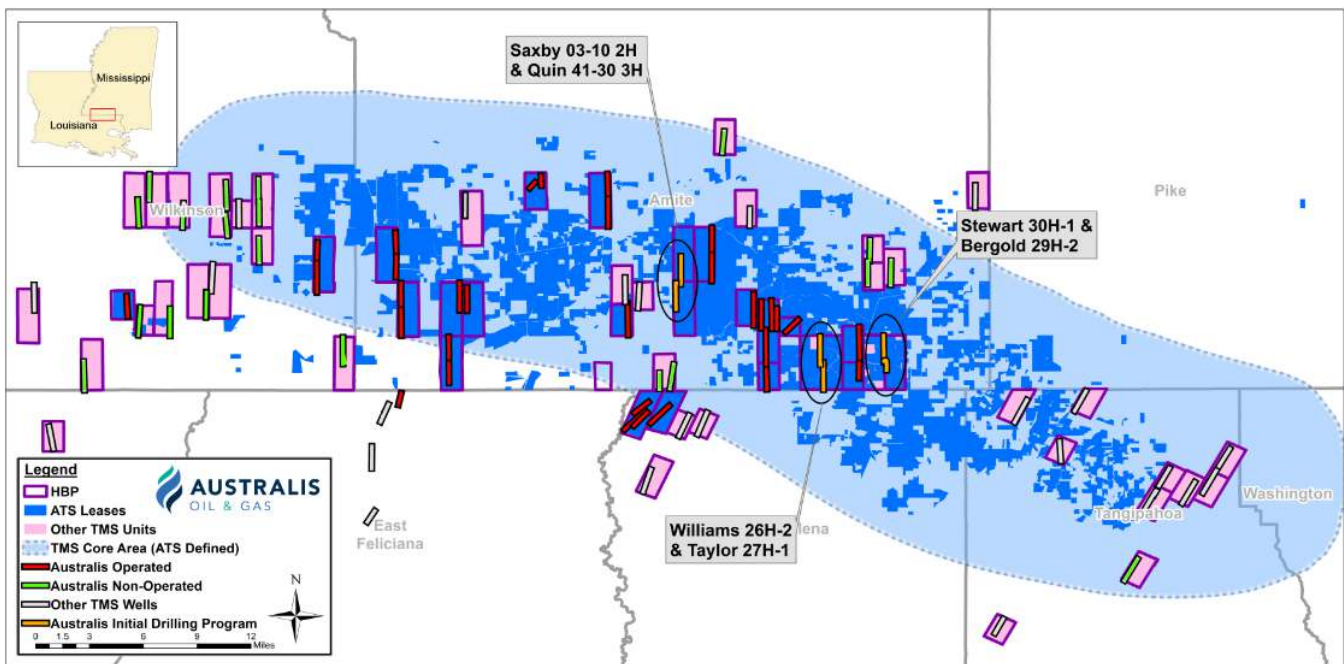 Mississippi
Louisiana
Saxby 03-10 2H
& Quin 41-30 3H
Wilkinson
Amite
Pike
Stewart 30H-1 &
Bergold 29H-2
Williams 26H-2
& Taylor 27H-1
East
Feliciana
Tangipahoa
Washington
Legend
HBP
ATS Leases
Other TMS Units
TMS Core Area (ATS Defined)
Australis Operated
Australis Non-Operated
Other TMS Wells
Australis Initial Drilling Program
AUSTRALIS
OIL & GAS
N
0 1.5 3 6 9 12
Miles